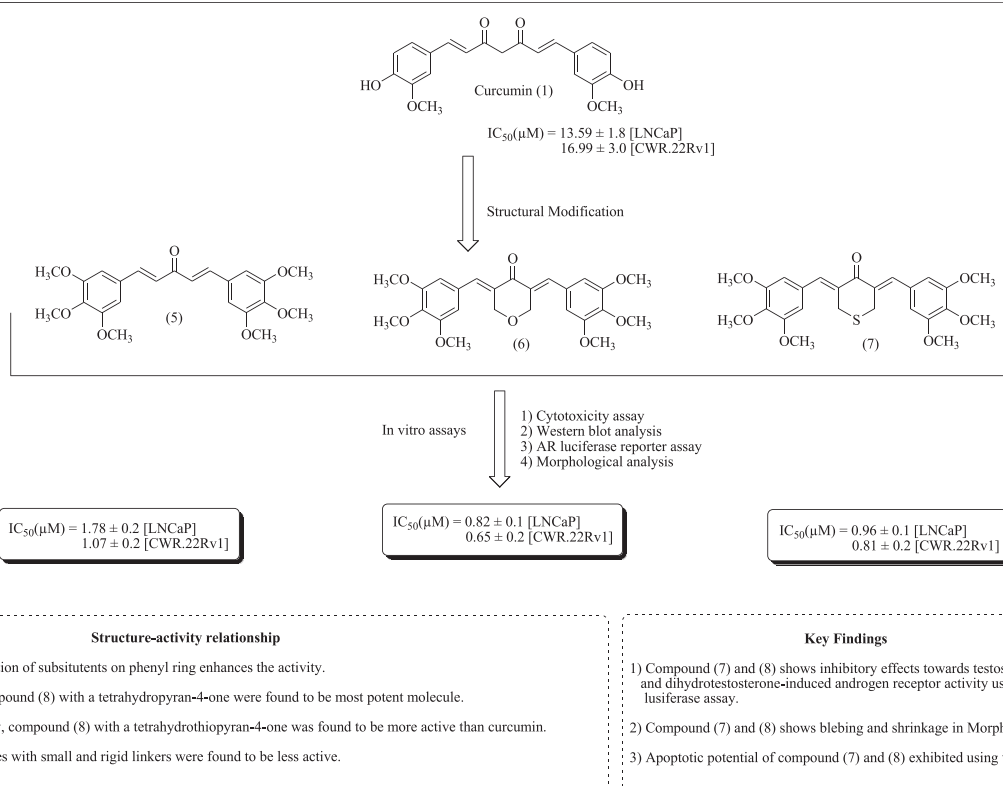 O O
HO OH
OCH3 OCH3
Curcumin (1)
IC50(µM) = 13.59 ± 1.8 [LNCaP]
16.99 ± 3.0 [CWR.22Rv1]
Structural Modification
O
H3CO OCH3
H3CO OCH3
OCH3 OCH3
(5)
O
H3CO OCH3
H3CO O OCH3
OCH3 OCH3
(6)
O
H3CO OCH3
H3CO S OCH3
OCH3 OCH3
(7)
In vitro assays
1) Cytotoxicity assay
2) Western blot analysis
3) AR luciferase reporter assay
4) Morphological analysis
IC50(µM) = 1.78 ± 0.2 [LNCaP]
1.07 ± 0.2 [CWR.22Rv1]
IC50(µM) = 0.82 ± 0.1 [LNCaP]
0.65 ± 0.2 [CWR.22Rv1]
IC50(µM) = 0.96 ± 0.1 [LNCaP]
0.81 ± 0.2 [CWR.22Rv1]
Structure-activity relationship
of subsitutents on phenyl ring enhances the activity.
(8) with a tetrahydropyran-4-one were found to be most potent molecule.
, compound (8) with a tetrahydrothiopyran-4-one was found to be more active than curcumin.
with small and rigid linkers were found to be less active.
Key Findings
1) Compound (7) and (8) shows inhibitory effects towards
and dihydrotestosterone-induced androgen receptor activity
lusiferase assay.
2) Compound (7) and (8) shows blebing and shrinkage in
3) Apoptotic potential of compound (7) and (8) exhibited using